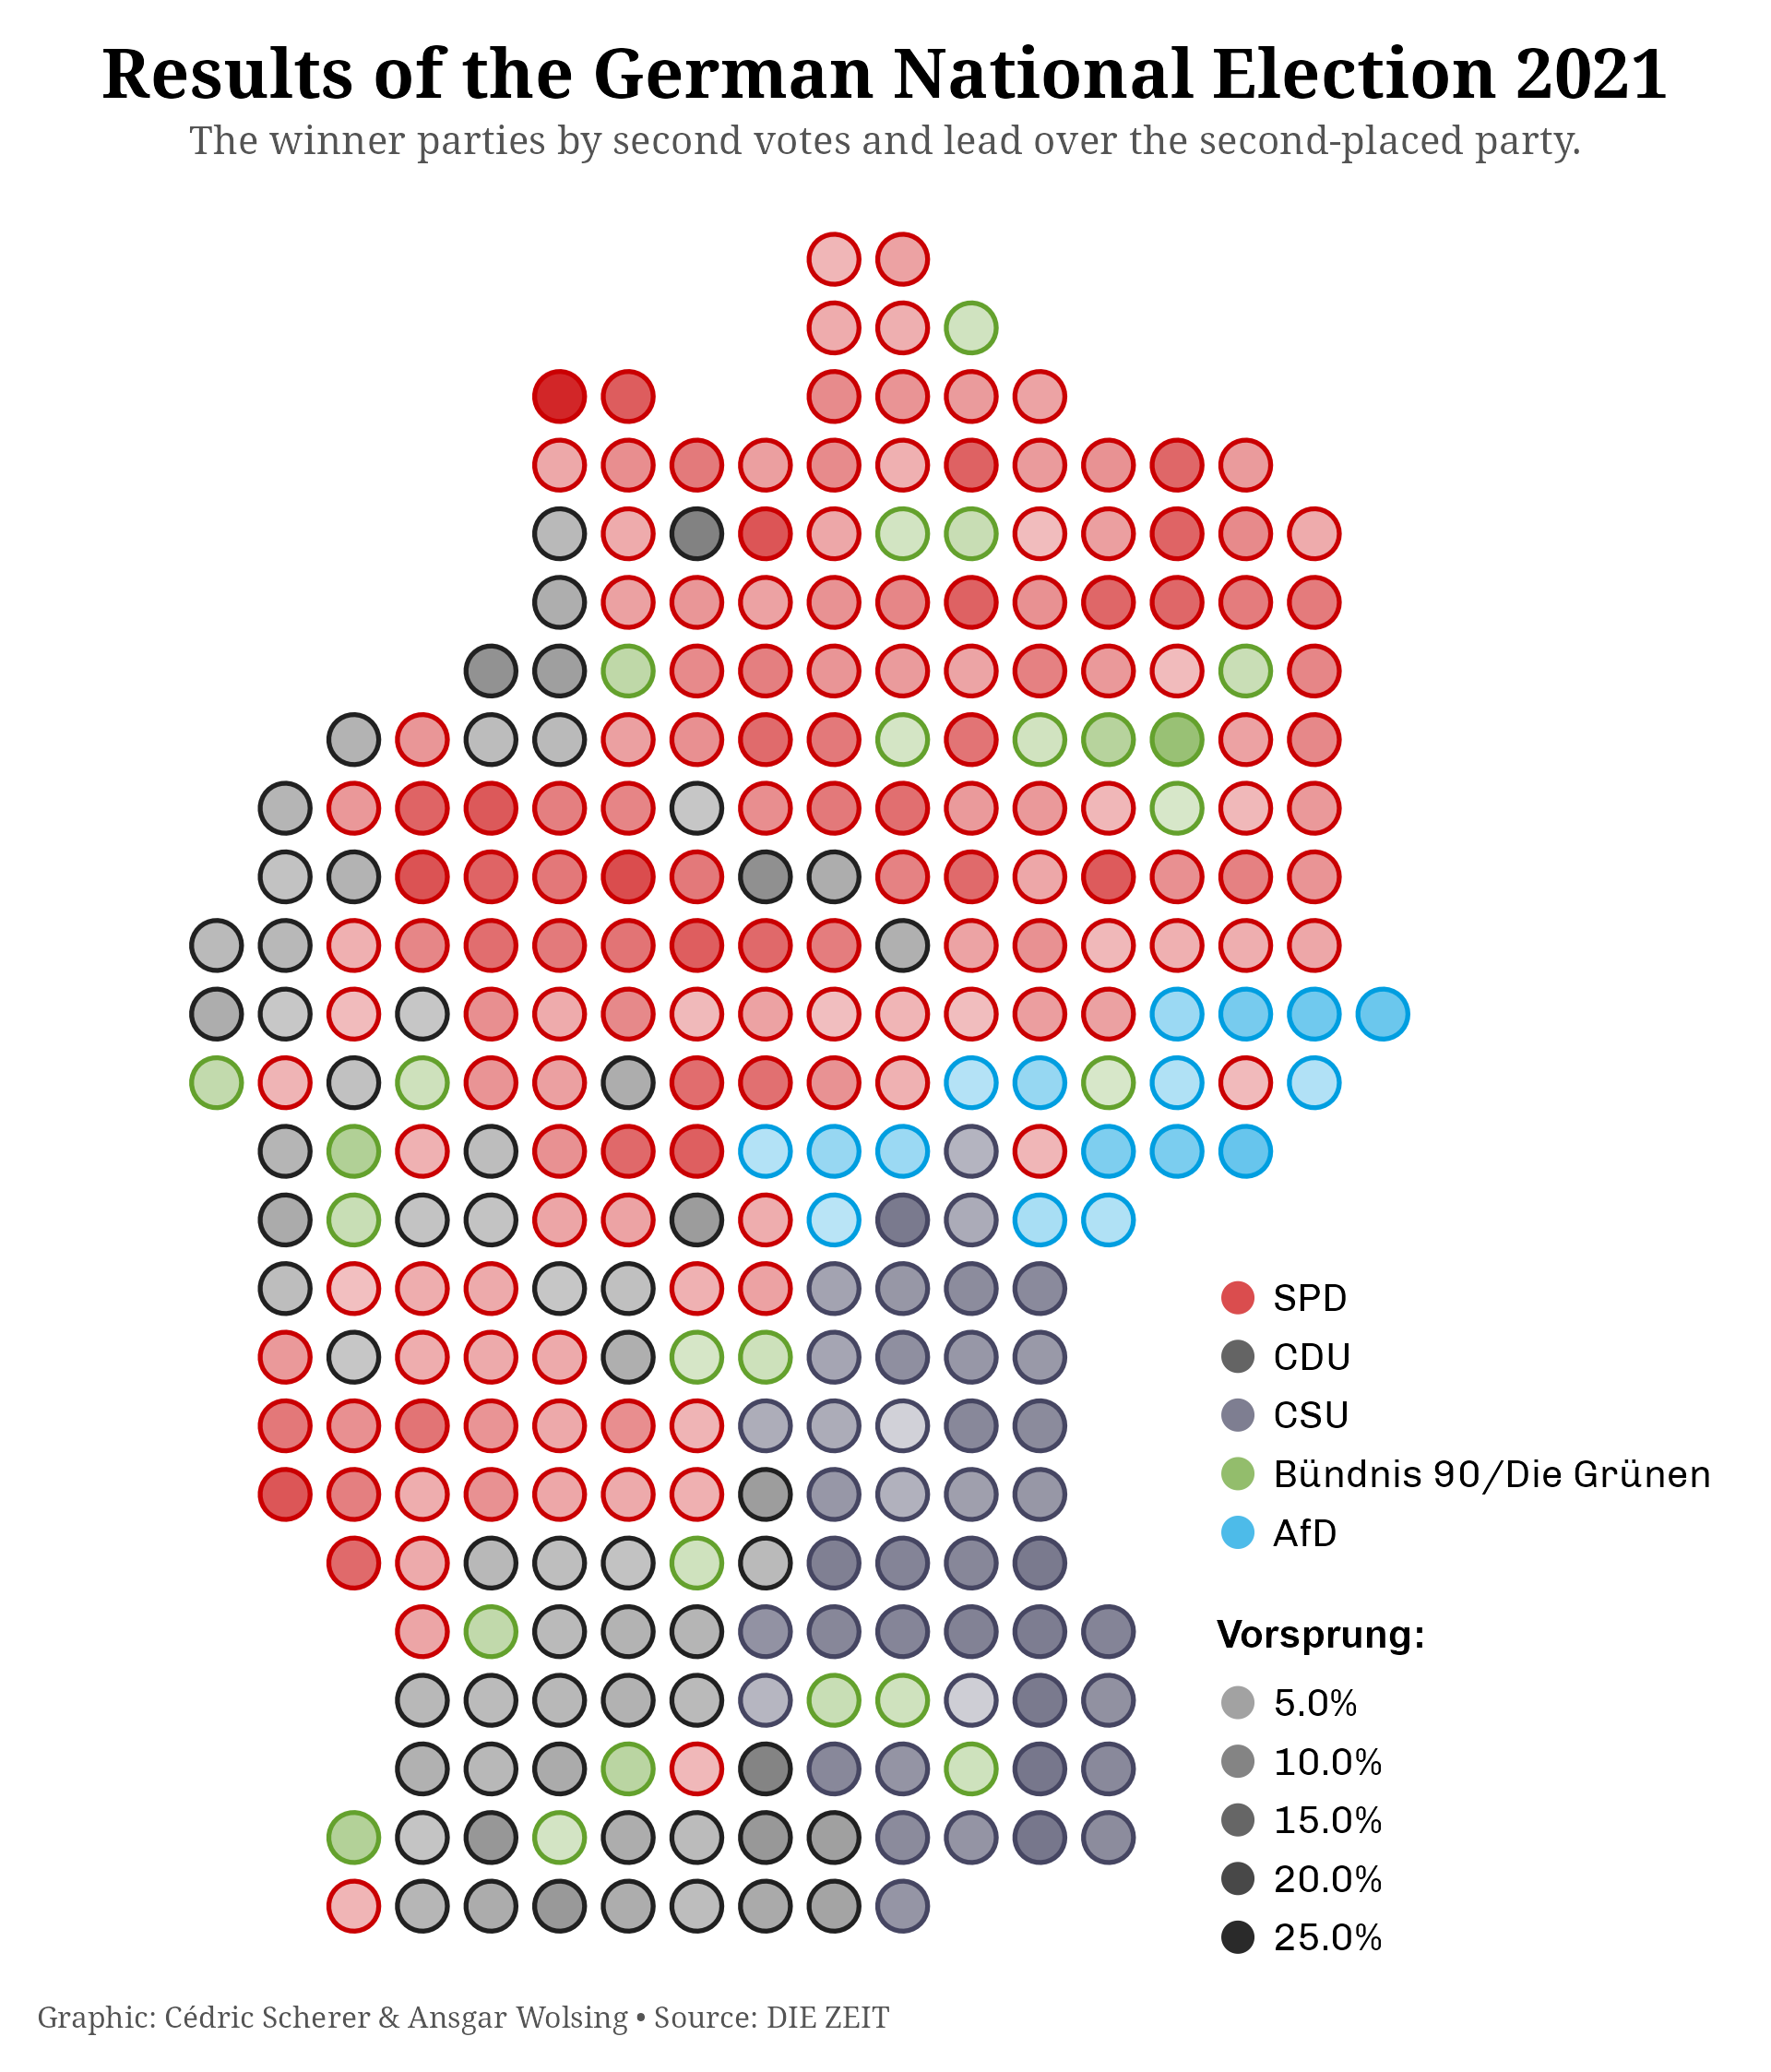 Results of the German National Election 2021
The winner parties by second votes and lead over the second-placed party.
SPD
CDU
CSU
Bündnis 90/Die Grünen
AfD
Vorsprung:
5.0%
10.0%
15.0%
20.0%
25.0%
Graphic: Cédric Scherer & Ansgar Wolsing • Source: DIE ZEIT